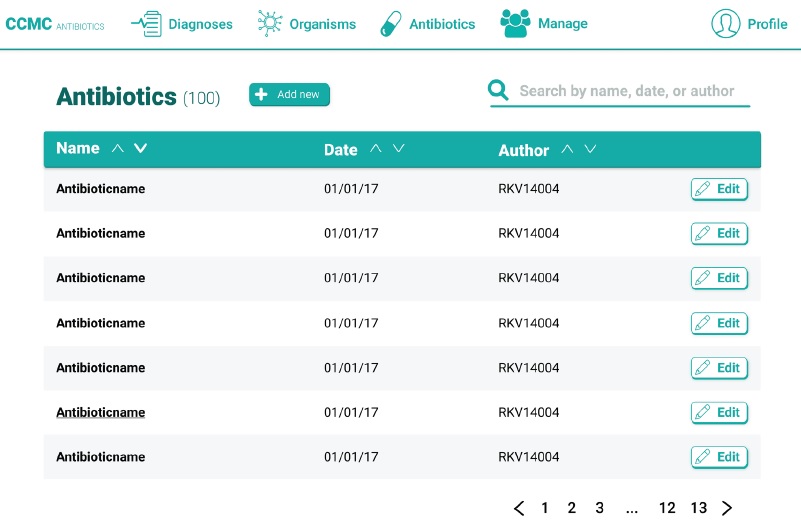 CCMC ANTIBIOTICS Diagnoses Organisms Antibiotics Manage Profile
Antibiotics (100) Add new Search by name, date, or author
Name Date Author
Antibioticname 01/01/17 RKV14004 Edit
Antibioticname 01/01/17 RKV14004 Edit
Antibioticname 01/01/17 RKV14004 Edit
Antibioticname 01/01/17 RKV14004 Edit
Antibioticname 01/01/17 RKV14004 Edit
Antibioticname 01/01/17 RKV14004 Edit
Antibioticname 01/01/17 RKV14004 Edit
1 2 3 ... 12 13